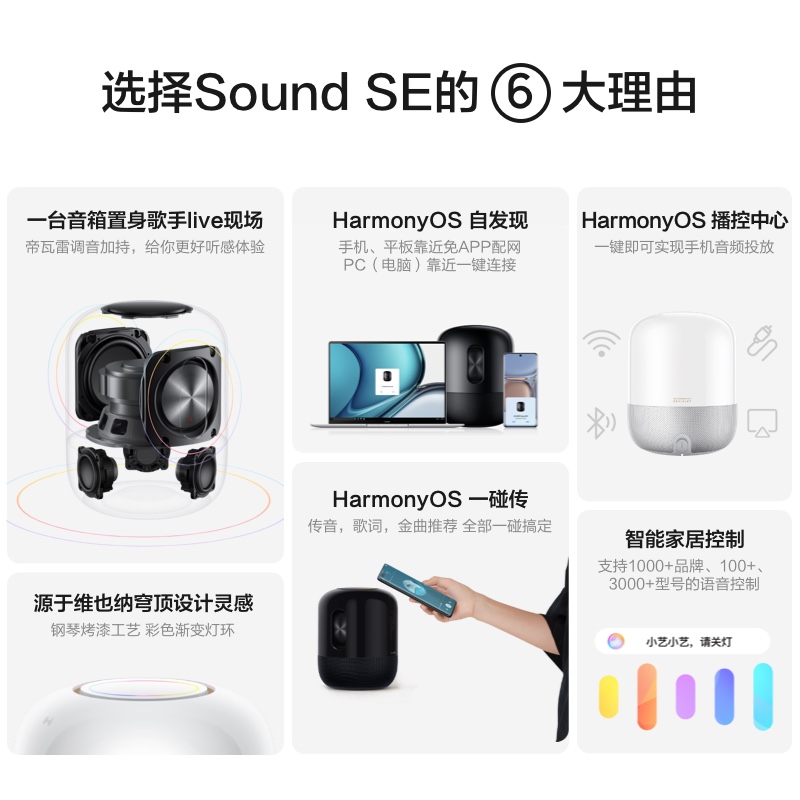 选择Sound SE的⑥大理由
一台音箱置身歌手live现场
帝瓦雷调音加持，给你更好听感体验
源于维也纳穹顶设计灵感
钢琴烤漆工艺 彩色渐变灯环
HarmonyOS 自发现
手机、平板靠近免APP配网
PC（电脑）靠近一键连接
HarmonyOS 一碰传
传音，歌词，金曲推荐 全部一碰搞定
HarmonyOS 播控中心
一键即可实现手机音频投放
智能家居控制
支持1000+品牌、100+、
3000+型号的语音控制
小艺小艺，请关灯